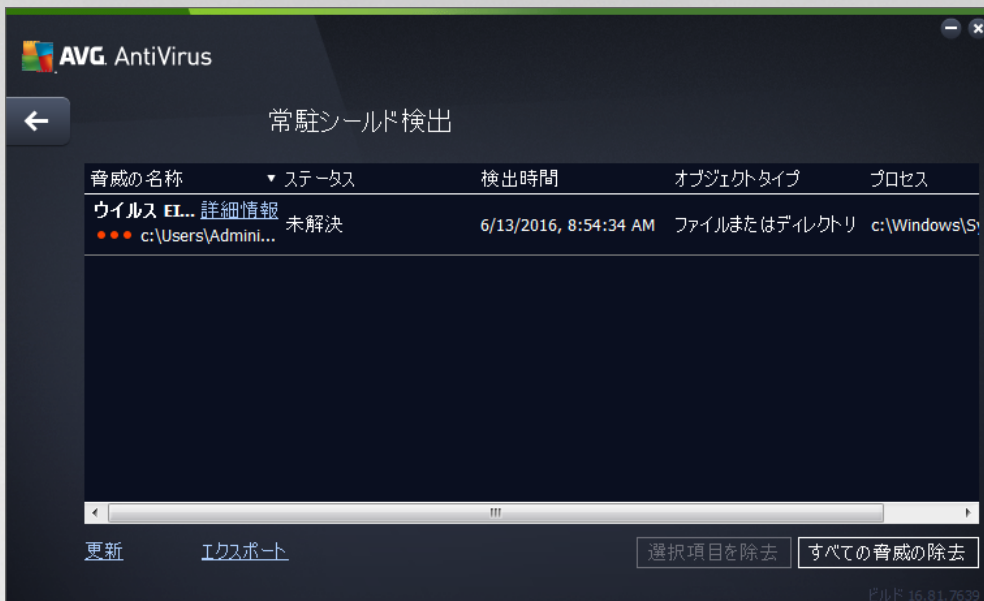 AVG. AntiVirus
常駐シールド検出
脅威の名称 ▼ ステータス 検出時間 オブジェクトタイプ プロセス
ウイルス EI... 詳細情報 未解決 6/13/2016, 8:54:34 AM ファイルまたはディレクトリ c:\Windows\Sy
c:\Users\Admini...
更新 エクスポート 選択項目を除去 すべての脅威の除去
ビルド 16.81.7639